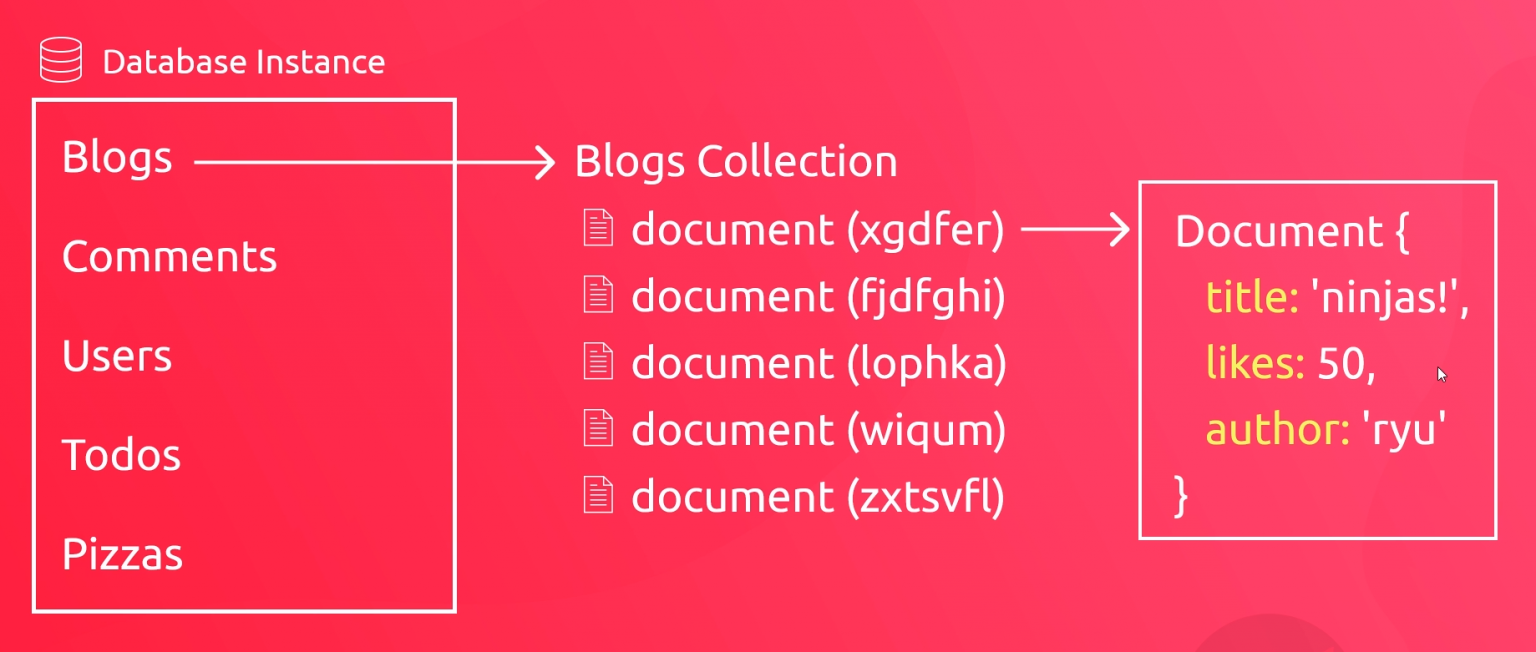 Database Instance
Blogs
Comments
Users
Todos
Pizzas
Blogs Collection
document (xgdfer)
document (fjdfghi)
document (lophka)
document (wiqum)
document (zxtsvfl)
Document {
title: 'ninjas!',
likes: 50,
author: 'ryu'
}